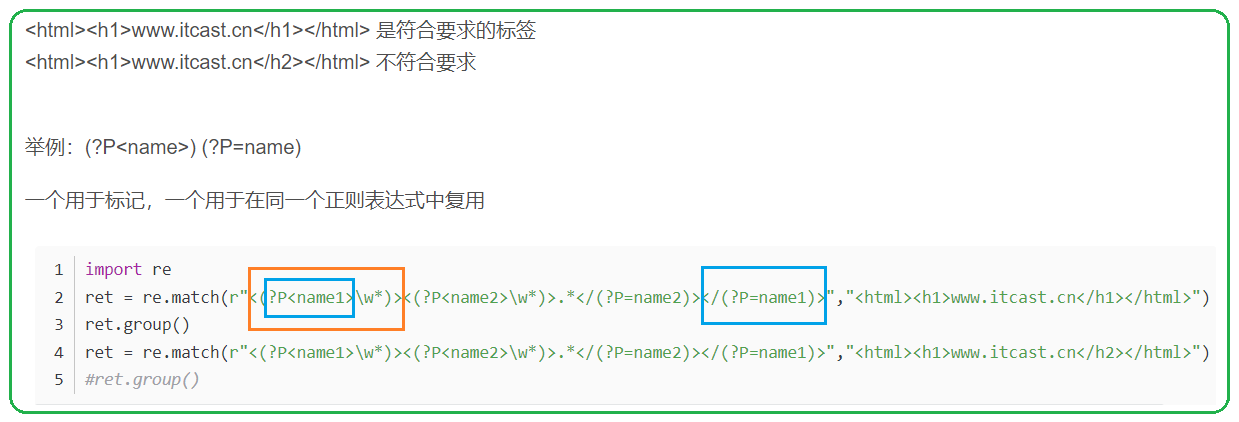 <html><h1>www.itcast.cn</h1></html> 是符合要求的标签
<html><h1>www.itcast.cn</h2></html> 不符合要求
举例：(?P<name>) (?P=name)
一个用于标记，一个用于在同一个正则表达式中复用
1 import re
2 ret = re.match(r"<(?P<name1>\w*)><(?P<name2>\w*)>.*</(?P=name2)></(?P=name1)>","<html><h1>www.itcast.cn</h1></html>")
3 ret.group()
4 ret = re.match(r"<(?P<name1>\w*)><(?P<name2>\w*)>.*</(?P=name2)></(?P=name1)>","<html><h1>www.itcast.cn</h2></html>")
5 #ret.group()